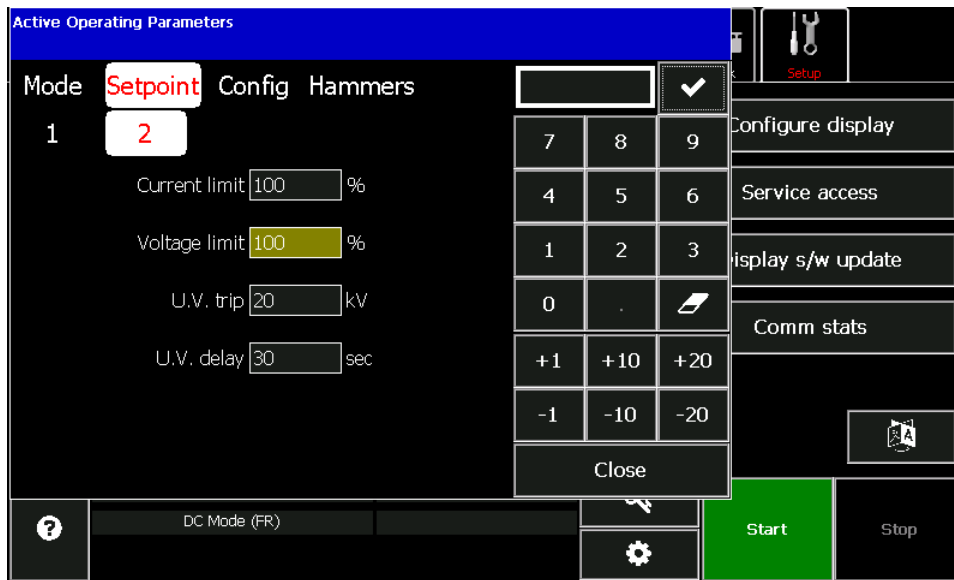 Active Operating Parameters
Setup
Mode Setpoint Config Hammers
1 2
Current limit 100 %
Voltage limit 100 %
U.V. trip 20 kV
U.V. delay 30 sec
7 8 9
4 5 6
1 2 3
0 .
+1 +10 +20
-1 -10 -20
Close
Configure display
Service access
isplay s/w update
Comm stats
A
? DC Mode (FR)
Start Stop